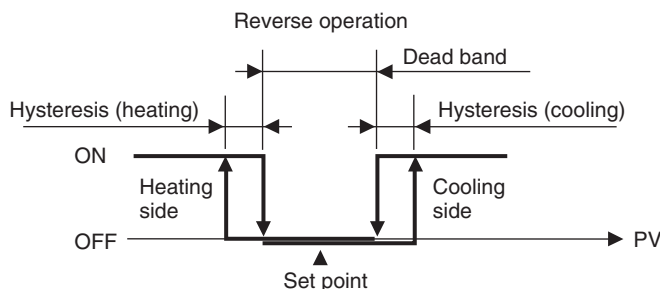 Reverse operation
Dead band
Hysteresis (heating)
Hysteresis (cooling)
ON
Heating
side
Cooling
side
OFF
PV
Set point